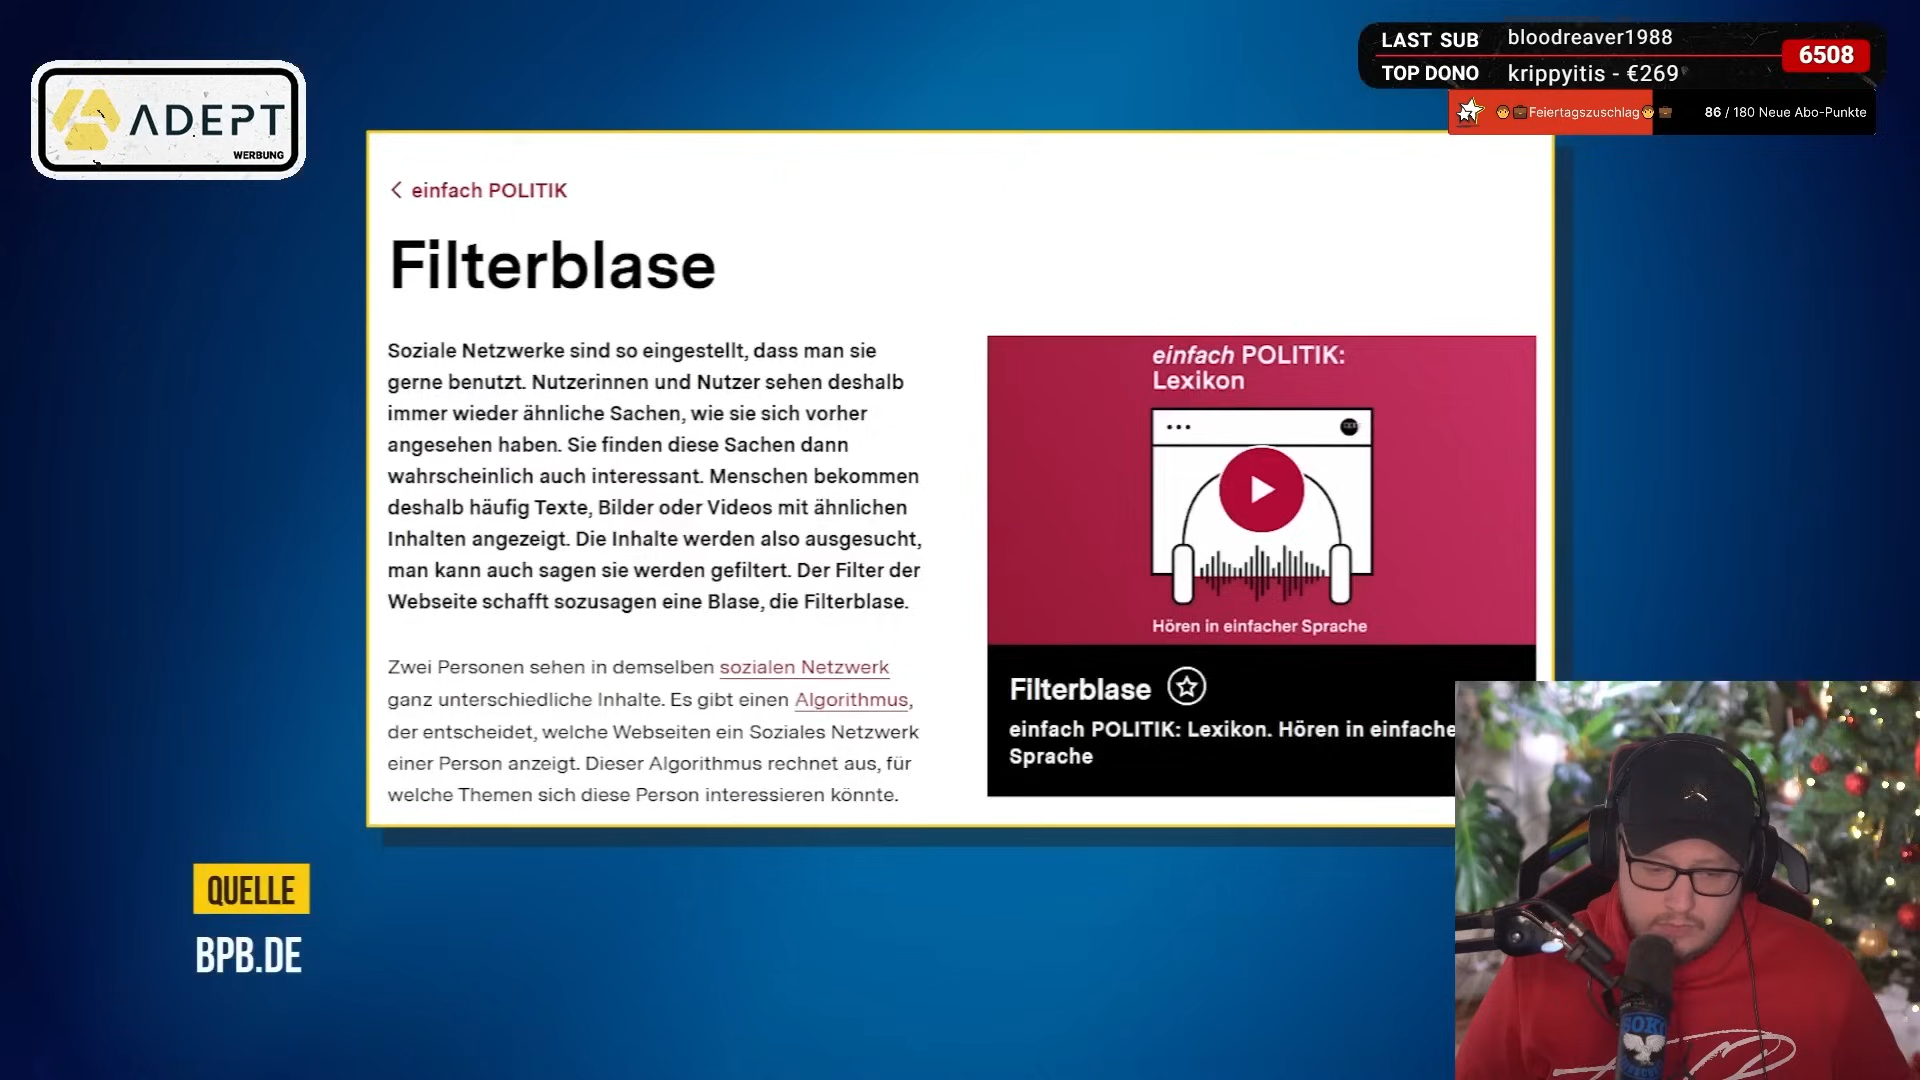 LAST SUB bloodreaver1988
6508
TOP DONO krippyitis - €269
Feiertagszuschlag 86 / 180 Neue Abo-Punkte
ADEPT
WERBUNG
einfach POLITIK
Filterblase
Soziale Netzwerke sind so eingestellt, dass man sie
gerne benutzt. Nutzerinnen und Nutzer sehen deshalb
immer wieder ähnliche Sachen, wie sie sich vorher
angesehen haben. Sie finden diese Sachen dann
wahrscheinlich auch interessant. Menschen bekommen
deshalb häufig Texte, Bilder oder Videos mit ähnlichen
Inhalten angezeigt. Die Inhalte werden also ausgesucht,
man kann auch sagen sie werden gefiltert. Der Filter der
Webseite schafft sozusagen eine Blase, die Filterblase.
Zwei Personen sehen in demselben sozialen Netzwerk
ganz unterschiedliche Inhalte. Es gibt einen Algorithmus,
der entscheidet, welche Webseiten ein Soziales Netzwerk
einer Person anzeigt. Dieser Algorithmus rechnet aus, für
welche Themen sich diese Person interessieren könnte.
einfach POLITIK:
Lexikon
Hören in einfacher Sprache
Filterblase
einfach POLITIK: Lexikon. Hören in einfache
Sprache
QUELLE
BPB.DE